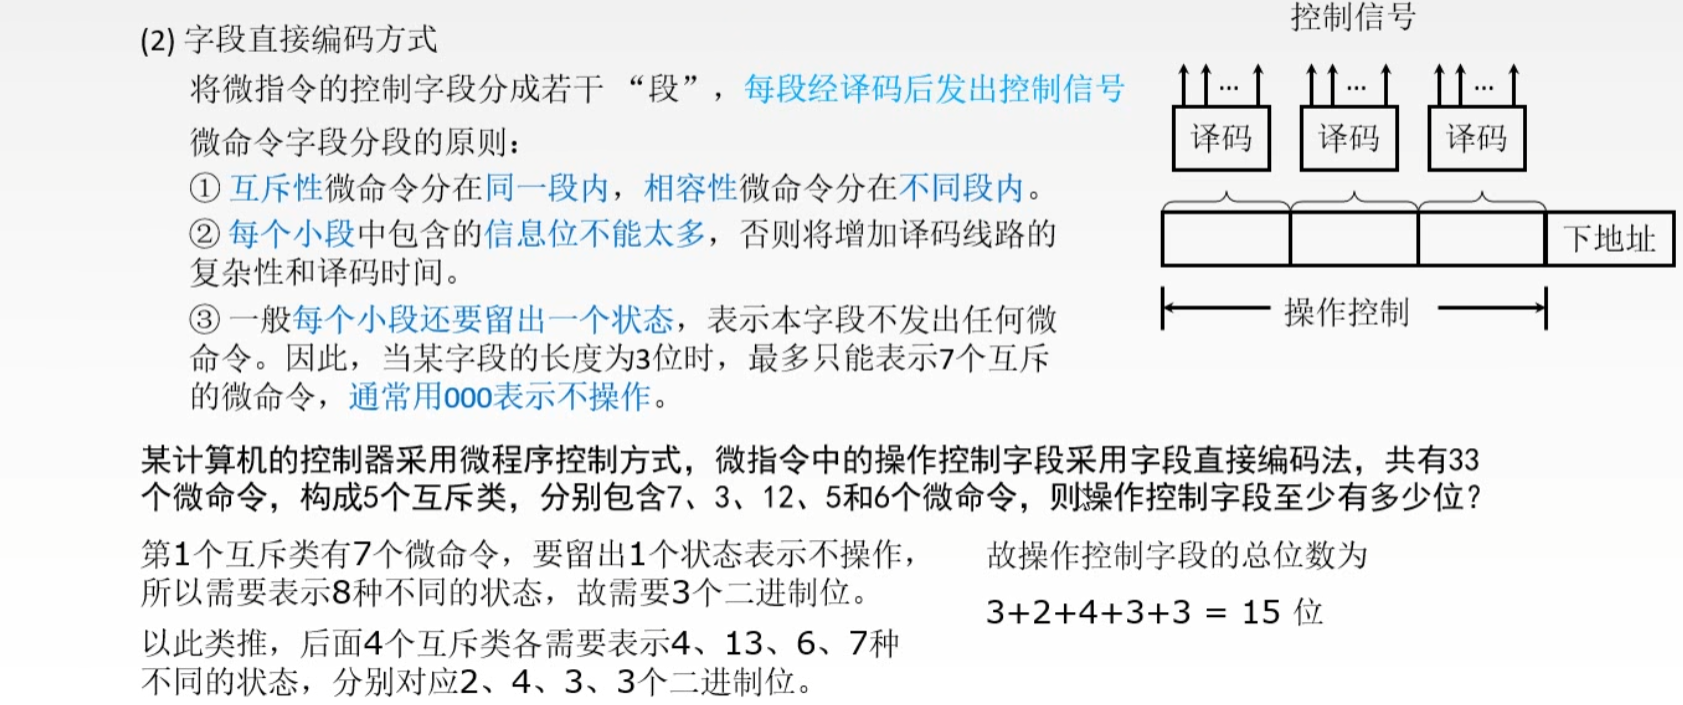 (2) 字段直接编码方式
将微指令的控制字段分成若干 “段”，每段经译码后发出控制信号
微命令字段分段的原则：
① 互斥性微命令分在同一段内，相容性微命令分在不同段内。
② 每个小段中包含的信息位不能太多，否则将增加译码线路的
复杂性和译码时间。
③ 一般每个小段还要留出一个状态，表示本字段不发出任何微
命令。因此，当某字段的长度为3位时，最多只能表示7个互斥
的微命令，通常用000表示不操作。
控制信号
... ... ...
译码 译码 译码
下地址
操作控制
某计算机的控制器采用微程序控制方式，微指令中的操作控制字段采用字段直接编码法，共有33
个微命令，构成5个互斥类，分别包含7、3、12、5和6个微命令，则操作控制字段至少有多少位？
第1个互斥类有7个微命令，要留出1个状态表示不操作，
所以需要表示8种不同的状态，故需要3个二进制位。
以此类推，后面4个互斥类各需要表示4、13、6、7种
不同的状态，分别对应2、4、3、3个二进制位。
故操作控制字段的总位数为
3+2+4+3+3 = 15 位